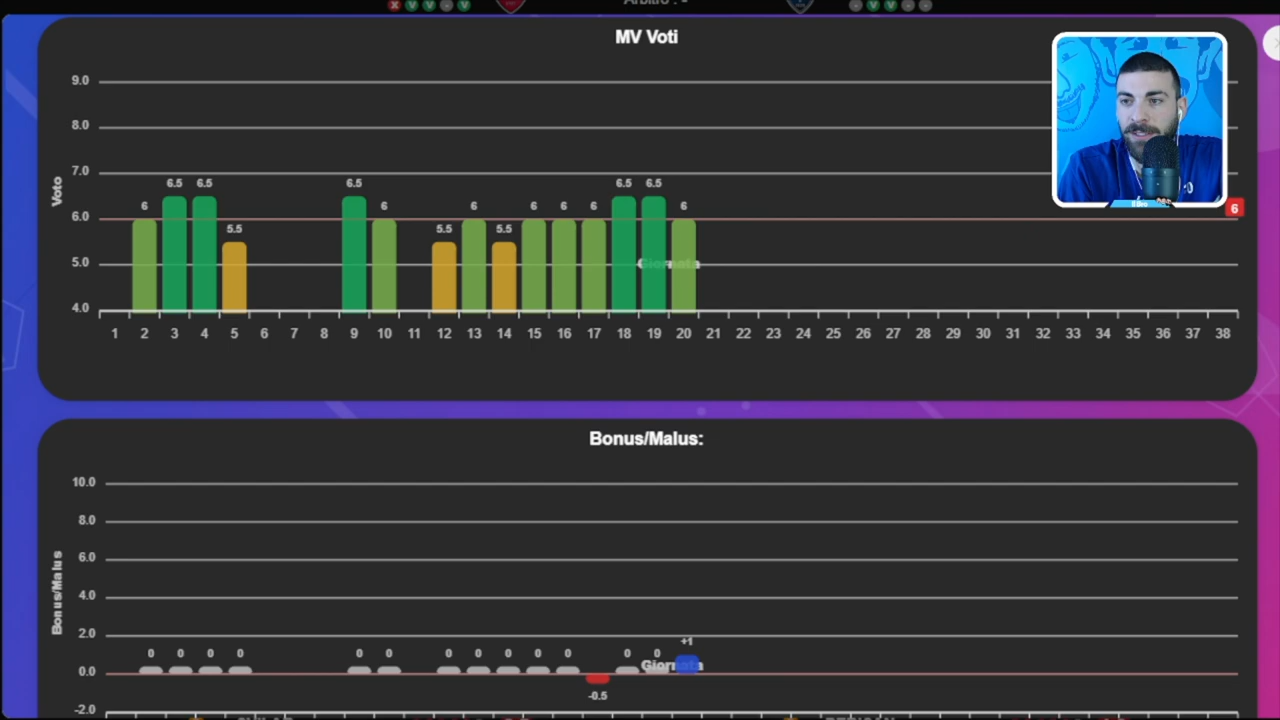 Arbitro : -
X V V - V
- V V - -
MV Voti
9.0
8.0
7.0
6.0
5.0
4.0
Voto
6 6.5 6.5 5.5 6.5 6 5.5 6 5.5 6 6 6 6.5 6.5 6
6
Giornata
1 2 3 4 5 6 7 8 9 10 11 12 13 14 15 16 17 18 19 20 21 22 23 24 25 26 27 28 29 30 31 32 33 34 35 36 37 38
Bonus/Malus:
10.0
8.0
6.0
4.0
2.0
0.0
-2.0
Bonus/Malus
0 0 0 0 0 0 0 0 0 0 0 -0.5 0 0 +1
Giornata